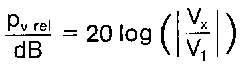 p_v rel / dB = 20 log ( | V_x / V_1 | )